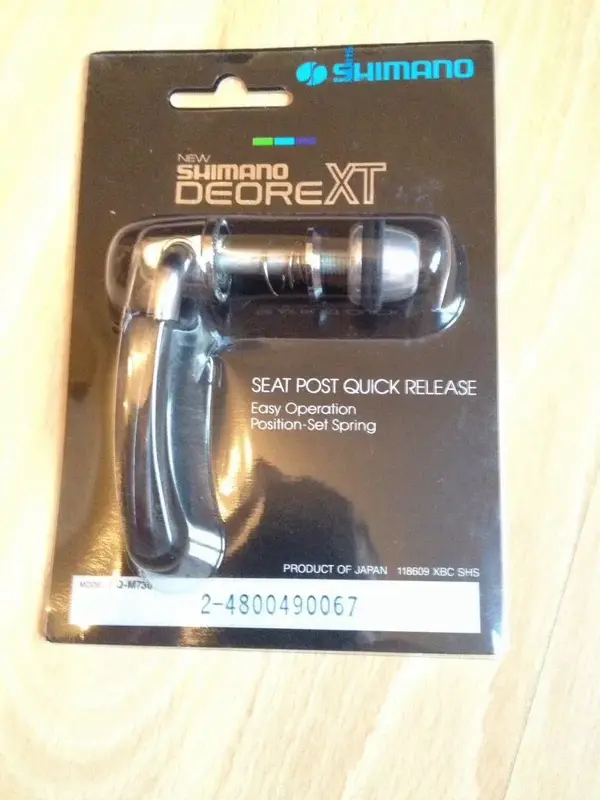 SHIMANO
NEW
SHIMANO
DEORE XT
SEAT POST QUICK RELEASE
Easy Operation
Position-Set Spring
PRODUCT OF JAPAN 118609 XBC SHS
2-4800490067